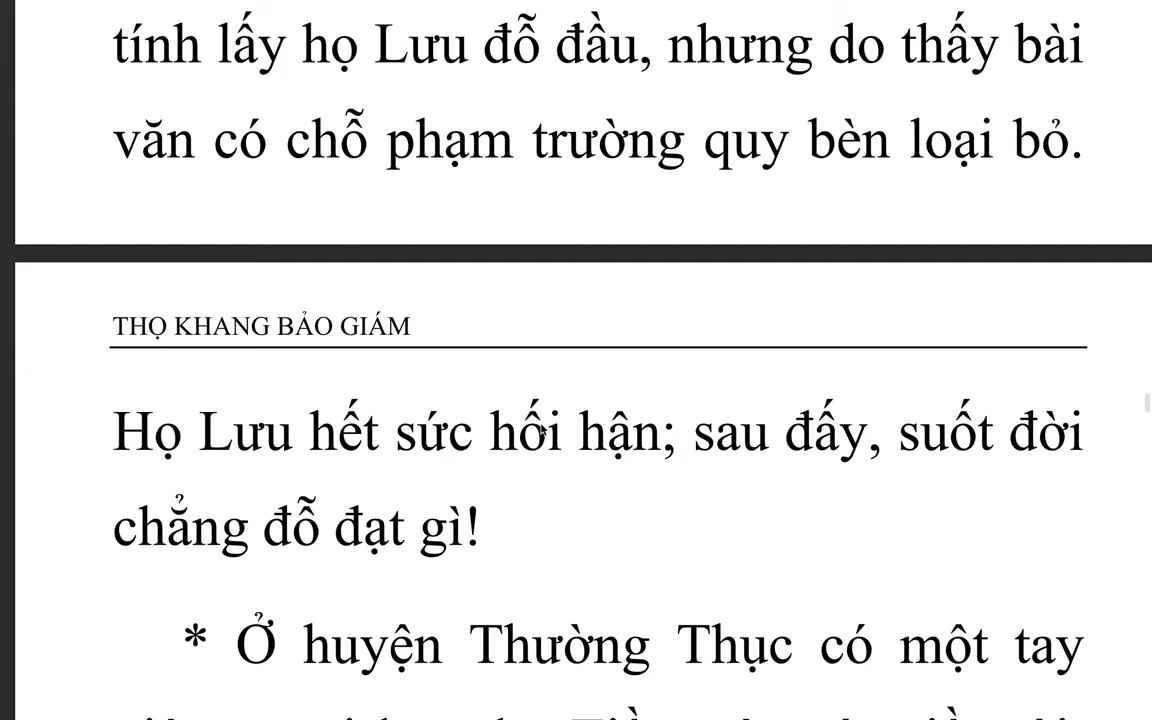 tính lấy họ Lưu đỗ đầu, nhưng do thấy bài
văn có chỗ phạm trường quy bèn loại bỏ.
THỌ KHANG BẢO GIÁM
Họ Lưu hết sức hối hận; sau đấy, suốt đời
chẳng đỗ đạt gì!
* Ở huyện Thường Thục có một tay